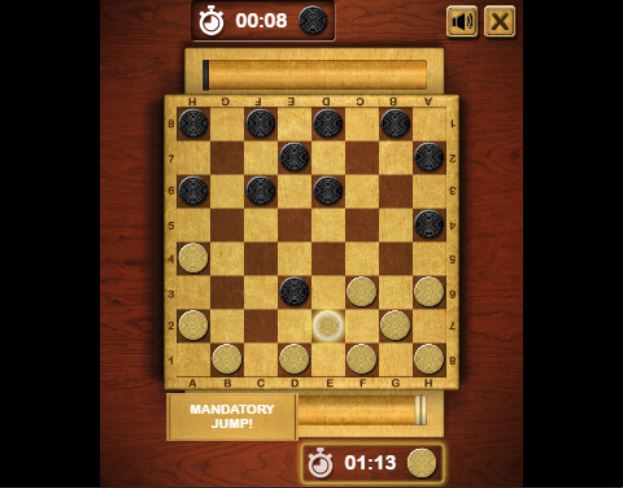 00:08
H G F E D C B A
8 1
7 2
6 3
5 4
4 5
3 6
2 7
1 8
A B C D E F G H
MANDATORY
JUMP!
01:13